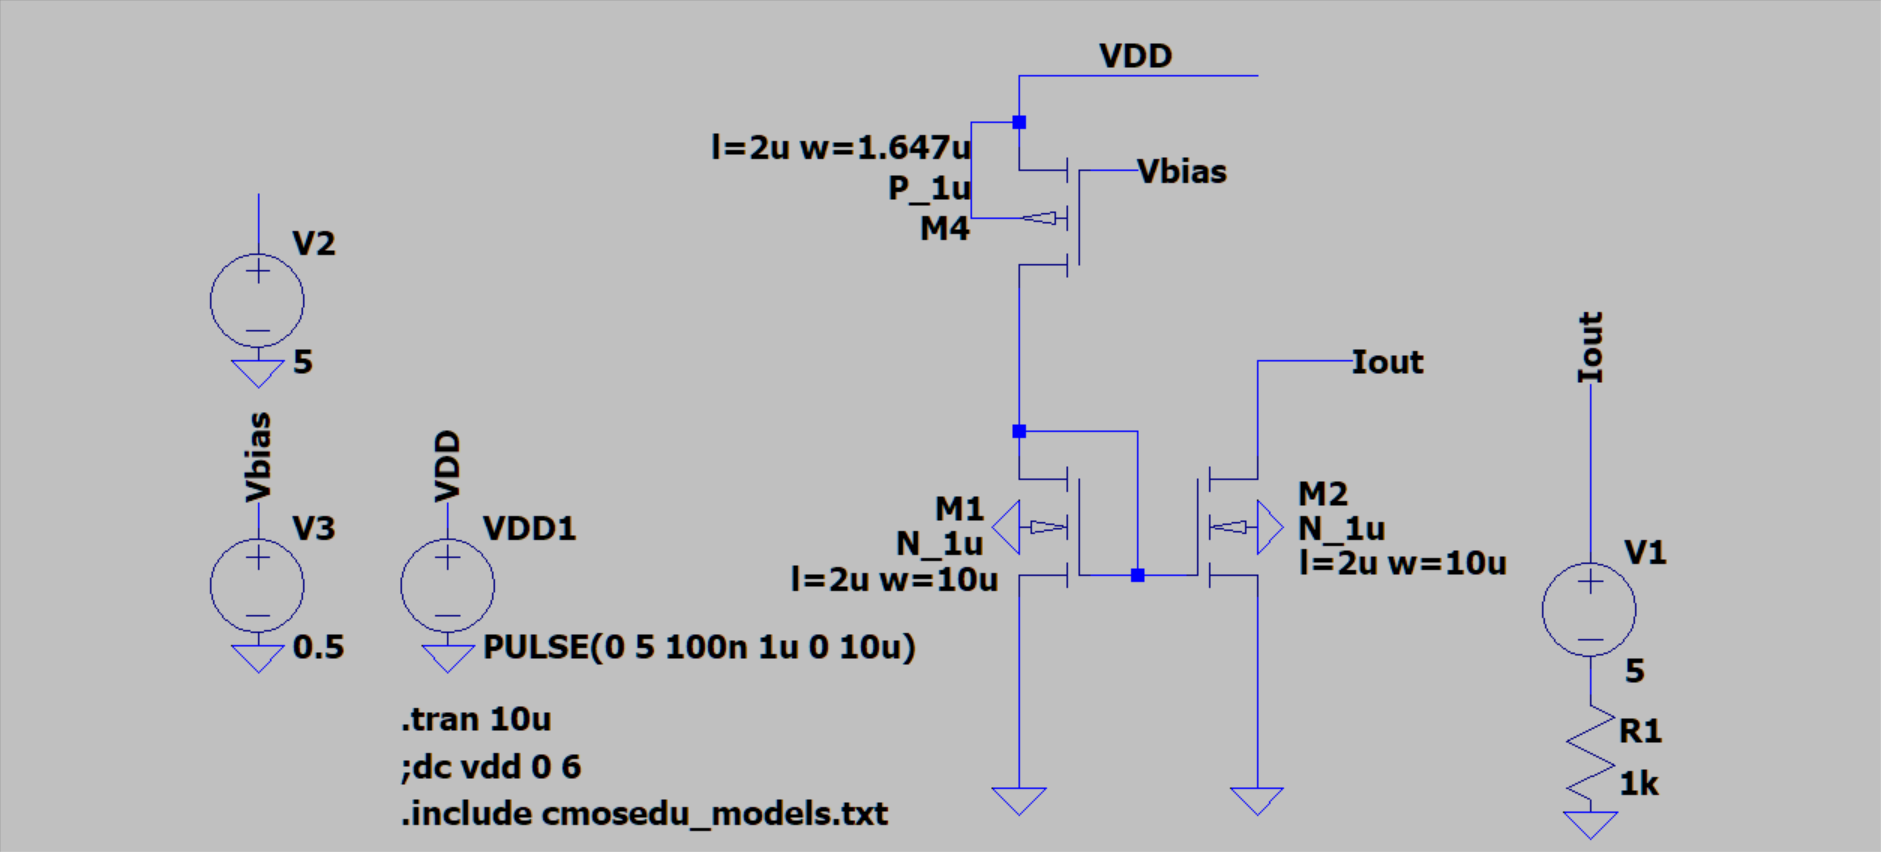 VDD
l=2u w=1.647u
P_1u
M4
Vbias
V2
5
Iout
Iout
Vbias
VDD
V3
0.5
VDD1
PULSE(0 5 100n 1u 0 10u)
M1
N_1u
l=2u w=10u
M2
N_1u
l=2u w=10u
V1
5
R1
1k
.tran 10u
;dc vdd 0 6
.include cmosedu_models.txt